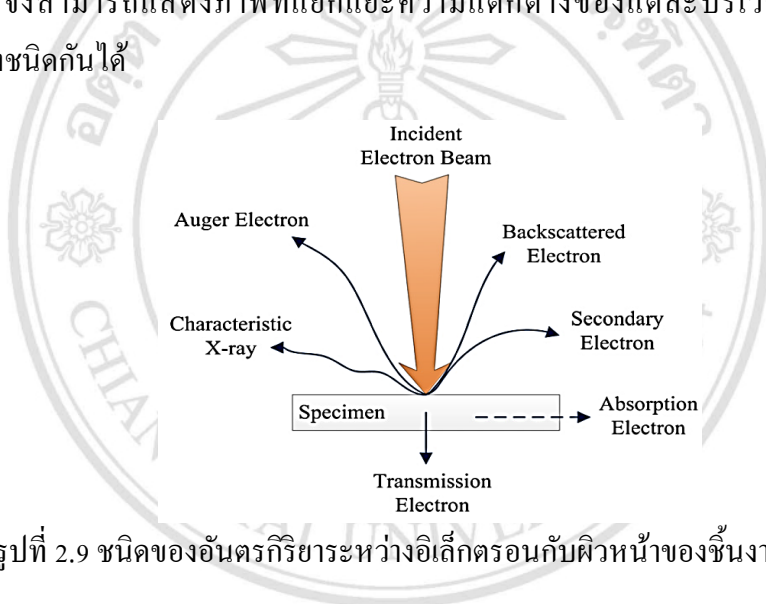 ซึ่งสามารถแสดงภาพที่แยกแยะความแตกต่างของแต่ละบริเว
ชนิดกันได้
Incident
Electron Beam
Auger Electron
Backscattered
Electron
Characteristic
X-ray
Secondary
Electron
Specimen
Absorption
Electron
Transmission
Electron
รูปที่ 2.9 ชนิดของอันตรกิริยาระหว่างอิเล็กตรอนกับผิวหน้าของชิ้นงา